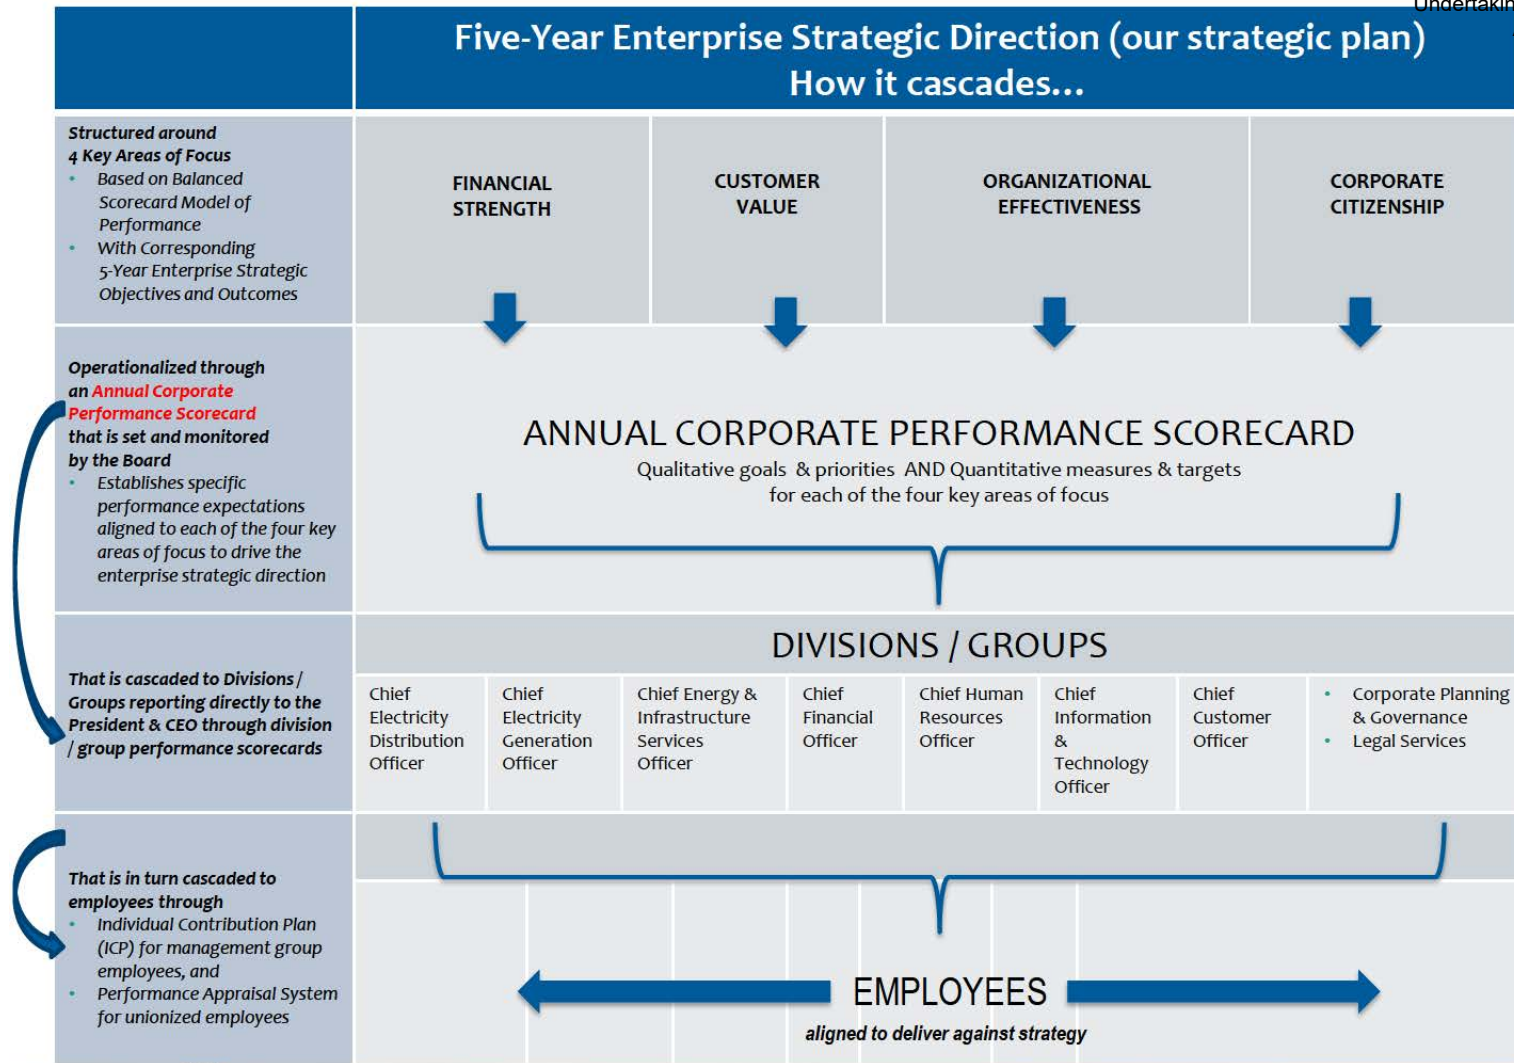 Undertakin
Five-Year Enterprise Strategic Direction (our strategic plan)
How it cascades...
Structured around
4 Key Areas of Focus
• Based on Balanced
Scorecard Model of
Performance
• With Corresponding
5-Year Enterprise Strategic
Objectives and Outcomes
FINANCIAL
STRENGTH
CUSTOMER
VALUE
ORGANIZATIONAL
EFFECTIVENESS
CORPORATE
CITIZENSHIP
Operationalized through
an Annual Corporate
Performance Scorecard
that is set and monitored
by the Board
• Establishes specific
performance expectations
aligned to each of the four key
areas of focus to drive the
enterprise strategic direction
ANNUAL CORPORATE PERFORMANCE SCORECARD
Qualitative goals & priorities AND Quantitative measures & targets
for each of the four key areas of focus
That is cascaded to Divisions /
Groups reporting directly to the
President & CEO through division
/ group performance scorecards
DIVISIONS / GROUPS
Chief
Electricity
Distribution
Officer
Chief
Electricity
Generation
Officer
Chief Energy &
Infrastructure
Services
Officer
Chief
Financial
Officer
Chief Human
Resources
Officer
Chief
Information
&
Technology
Officer
Chief
Customer
Officer
• Corporate Planning
& Governance
• Legal Services
That is in turn cascaded to
employees through
• Individual Contribution Plan
(ICP) for management group
employees, and
• Performance Appraisal System
for unionized employees
EMPLOYEES
aligned to deliver against strategy